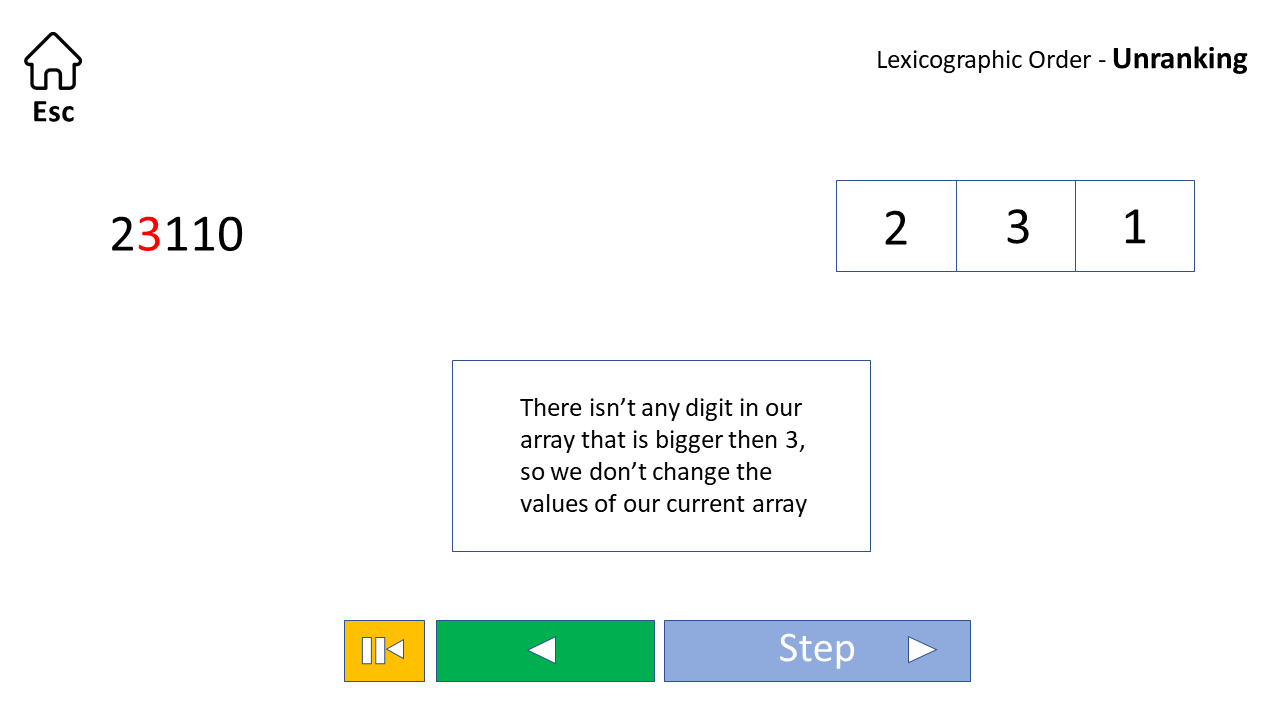 Lexicographic Order - Unranking
Esc
23110
2 3 1
There isn't any digit in our
array that is bigger then 3,
so we don't change the
values of our current array
Step